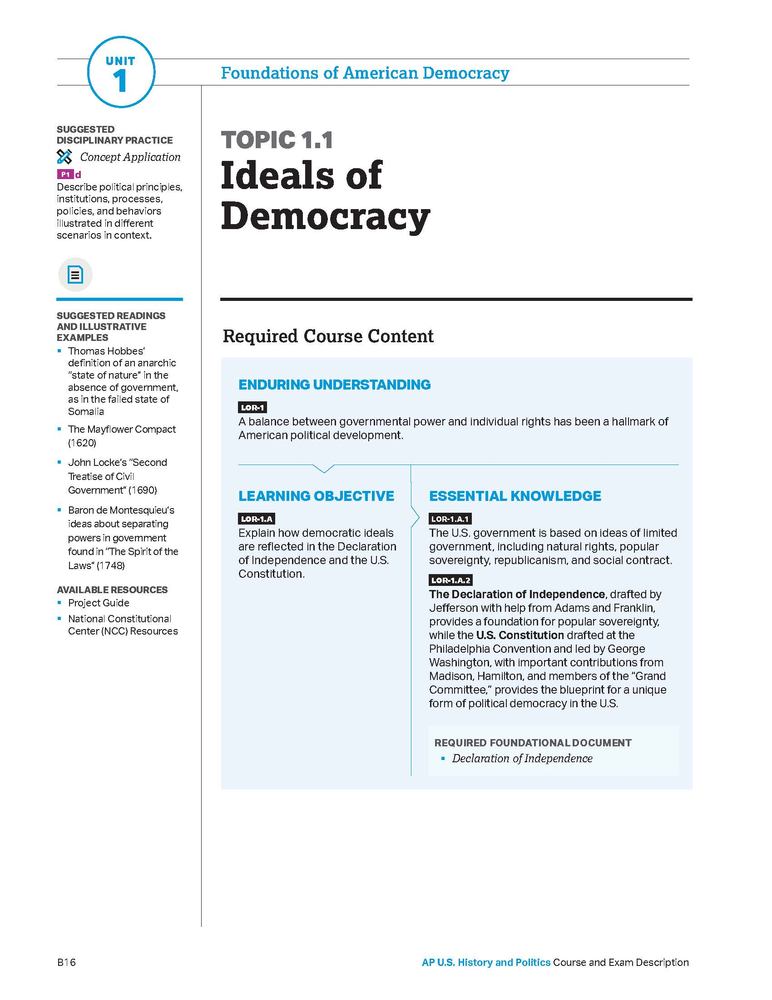 UNIT
1
Foundations of American Democracy
SUGGESTED
DISCIPLINARY PRACTICE
Concept Application
P1 d
Describe political principles,
institutions, processes,
policies, and behaviors
illustrated in different
scenarios in context.
SUGGESTED READINGS
AND ILLUSTRATIVE
EXAMPLES
▪ Thomas Hobbes’
definition of an anarchic
“state of nature” in the
absence of government,
as in the failed state of
Somalia
▪ The Mayflower Compact
(1620)
▪ John Locke’s “Second
Treatise of Civil
Government” (1690)
▪ Baron de Montesquieu’s
ideas about separating
powers in government
found in “The Spirit of the
Laws” (1748)
AVAILABLE RESOURCES
▪ Project Guide
▪ National Constitutional
Center (NCC) Resources
TOPIC 1.1
Ideals of
Democracy
Required Course Content
ENDURING UNDERSTANDING
LOR-1
A balance between governmental power and individual rights has been a hallmark of
American political development.
LEARNING OBJECTIVE
LOR-1.A
Explain how democratic ideals
are reflected in the Declaration
of Independence and the U.S.
Constitution.
ESSENTIAL KNOWLEDGE
LOR-1.A.1
The U.S. government is based on ideas of limited
government, including natural rights, popular
sovereignty, republicanism, and social contract.
LOR-1.A.2
The Declaration of Independence, drafted by
Jefferson with help from Adams and Franklin,
provides a foundation for popular sovereignty,
while the U.S. Constitution drafted at the
Philadelphia Convention and led by George
Washington, with important contributions from
Madison, Hamilton, and members of the “Grand
Committee,” provides the blueprint for a unique
form of political democracy in the U.S.
REQUIRED FOUNDATIONAL DOCUMENT
▪ Declaration of Independence
B16
AP U.S. History and Politics Course and Exam Description